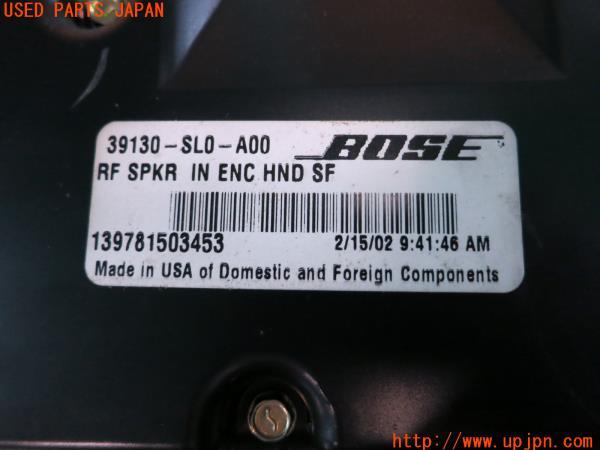 USED PARTS JAPAN
39130-SL0-A00 BOSE
RF SPKR IN ENC HND SF
139781503453 2/15/02 9:41:46 AM
Made in USA of Domestic and Foreign Components
http://www.upjpn.com/